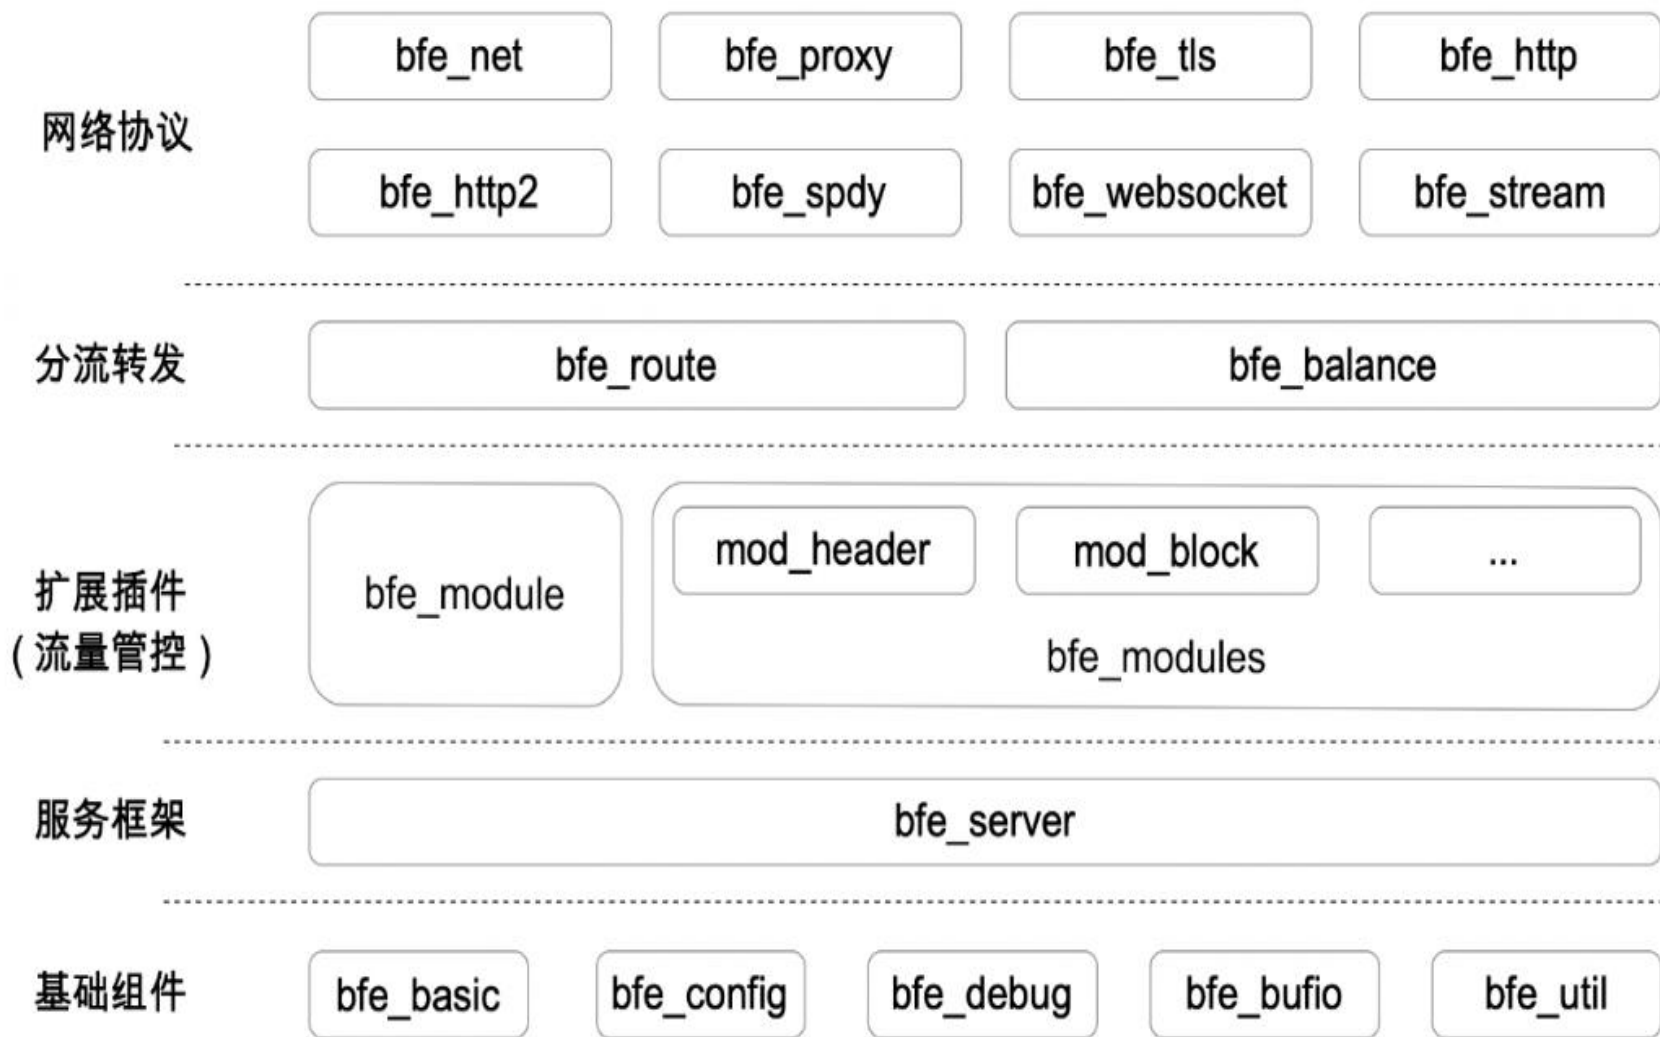 bfe_net bfe_proxy bfe_tls bfe_http
网络协议
bfe_http2 bfe_spdy bfe_websocket bfe_stream
分流转发 bfe_route bfe_balance
mod_header mod_block ...
扩展插件 bfe_module
(流量管控) bfe_modules
服务框架 bfe_server
基础组件 bfe_basic bfe_config bfe_debug bfe_bufio bfe_util